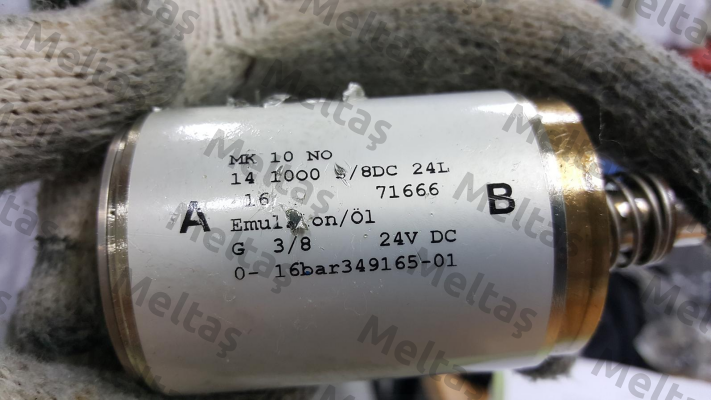 MK 10 NO
14 1000 /8DC 24L
16 71666
A B
Emul on/Öl
G 3/8 24V DC
0- 16bar349165-01
Meltaş